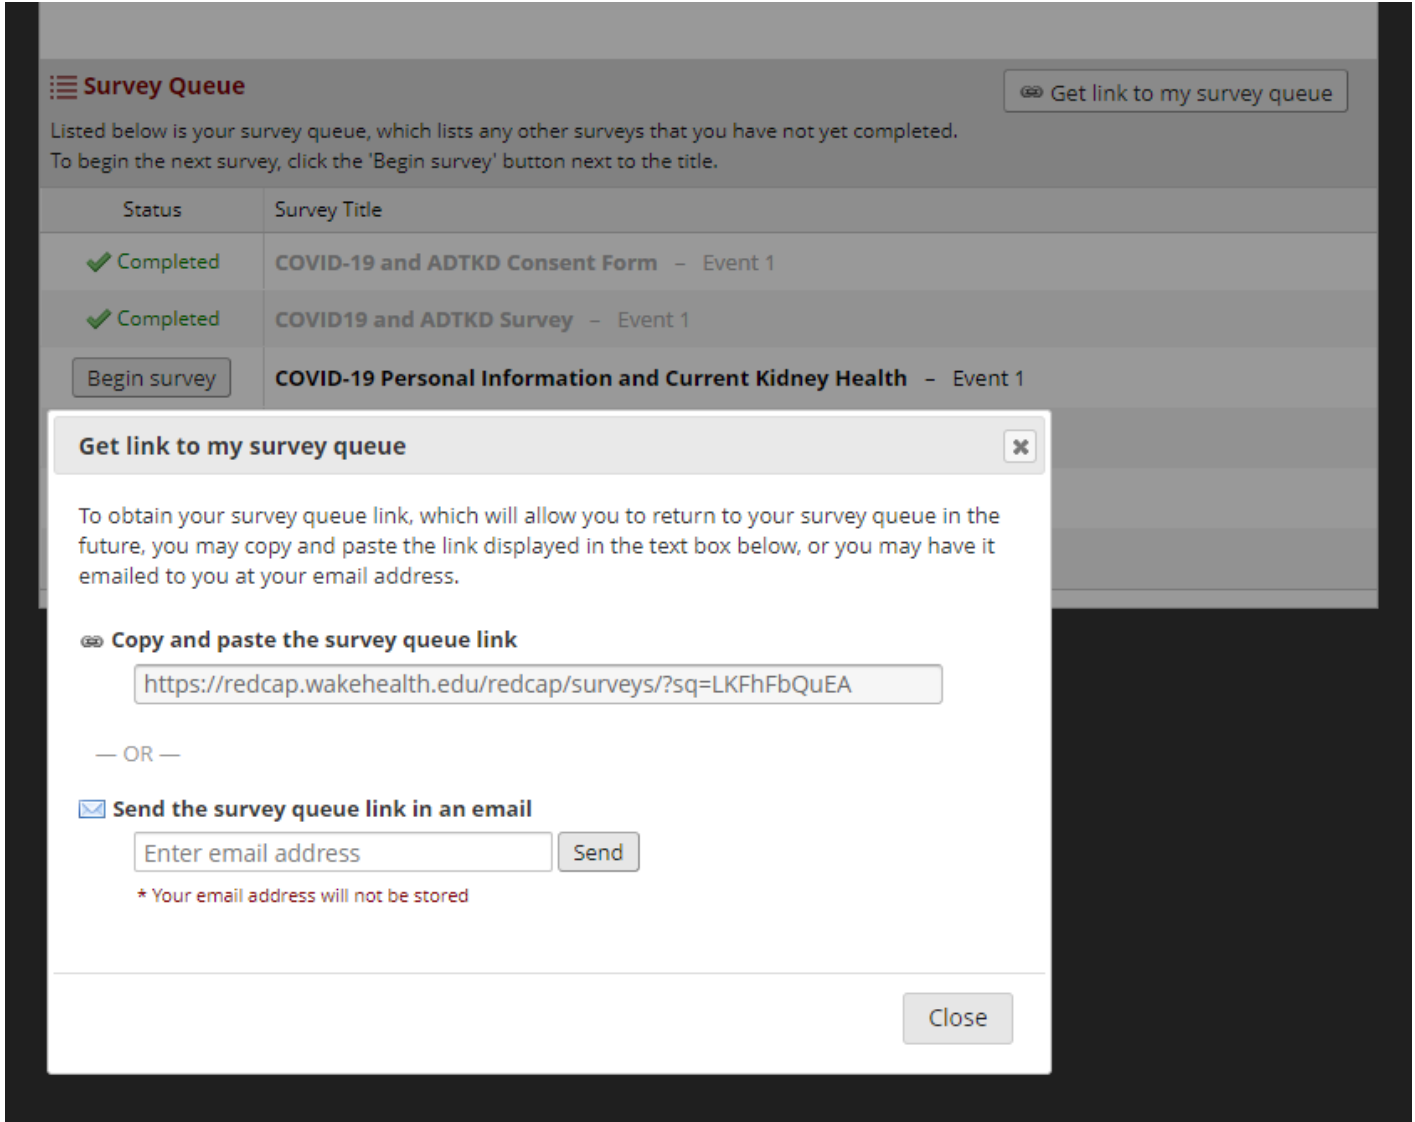 Survey Queue
Get link to my survey queue
Listed below is your survey queue, which lists any other surveys that you have not yet completed.
To begin the next survey, click the 'Begin survey' button next to the title.
Status Survey Title
Completed COVID-19 and ADTKD Consent Form – Event 1
Completed COVID19 and ADTKD Survey – Event 1
Begin survey COVID-19 Personal Information and Current Kidney Health – Event 1
Get link to my survey queue
To obtain your survey queue link, which will allow you to return to your survey queue in the
future, you may copy and paste the link displayed in the text box below, or you may have it
emailed to you at your email address.
Copy and paste the survey queue link
https://redcap.wakehealth.edu/redcap/surveys/?sq=LKFhFbQuEA
— OR —
Send the survey queue link in an email
Enter email address Send
* Your email address will not be stored
Close